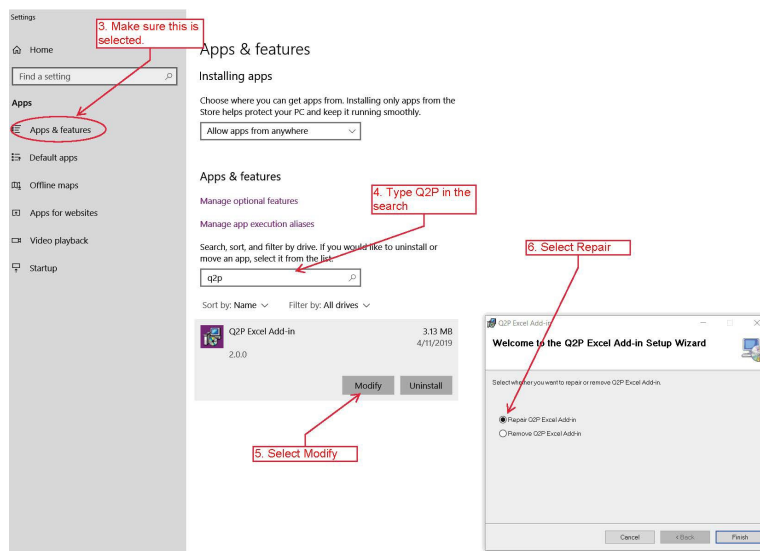 Settings
3. Make sure this is
selected.
Home
Find a setting
Apps
Apps & features
Default apps
Offline maps
Apps for websites
Video playback
Startup
Apps & features
Installing apps
Choose where you can get apps from. Installing only apps from the
Store helps protect your PC and keep it running smoothly.
Allow apps from anywhere
Apps & features
Manage optional features
4. Type Q2P in the
search
Manage app execution aliases
Search, sort, and filter by drive. If you would like to uninstall or
move an app, select it from the list.
q2p
Sort by: Name Filter by: All drives
Q2P Excel Add-in 3.13 MB
4/11/2019
2.0.0
Modify Uninstall
5. Select Modify
6. Select Repair
Q2P Excel Add-in
Welcome to the Q2P Excel Add-in Setup Wizard
Select whether you want to repair or remove Q2P Excel Add-in.
Repair Q2P Excel Add-in
Remove Q2P Excel Add-in
Cancel < Back Finish